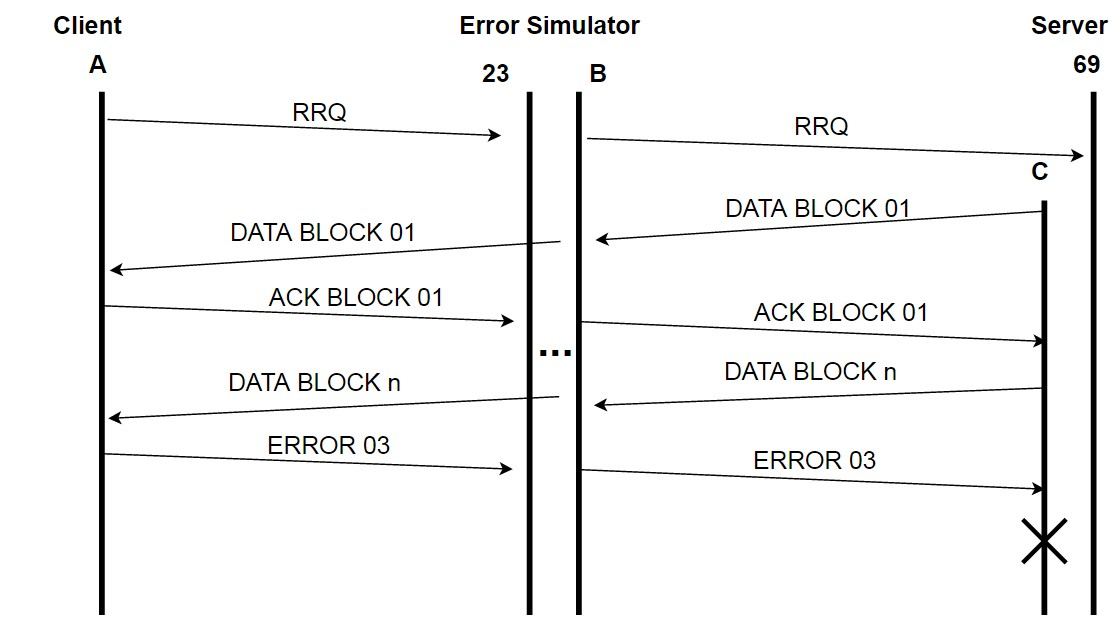 Client
Error Simulator
Server
A
23
B
69
RRQ
RRQ
C
DATA BLOCK 01
DATA BLOCK 01
ACK BLOCK 01
ACK BLOCK 01
...
DATA BLOCK n
DATA BLOCK n
ERROR 03
ERROR 03